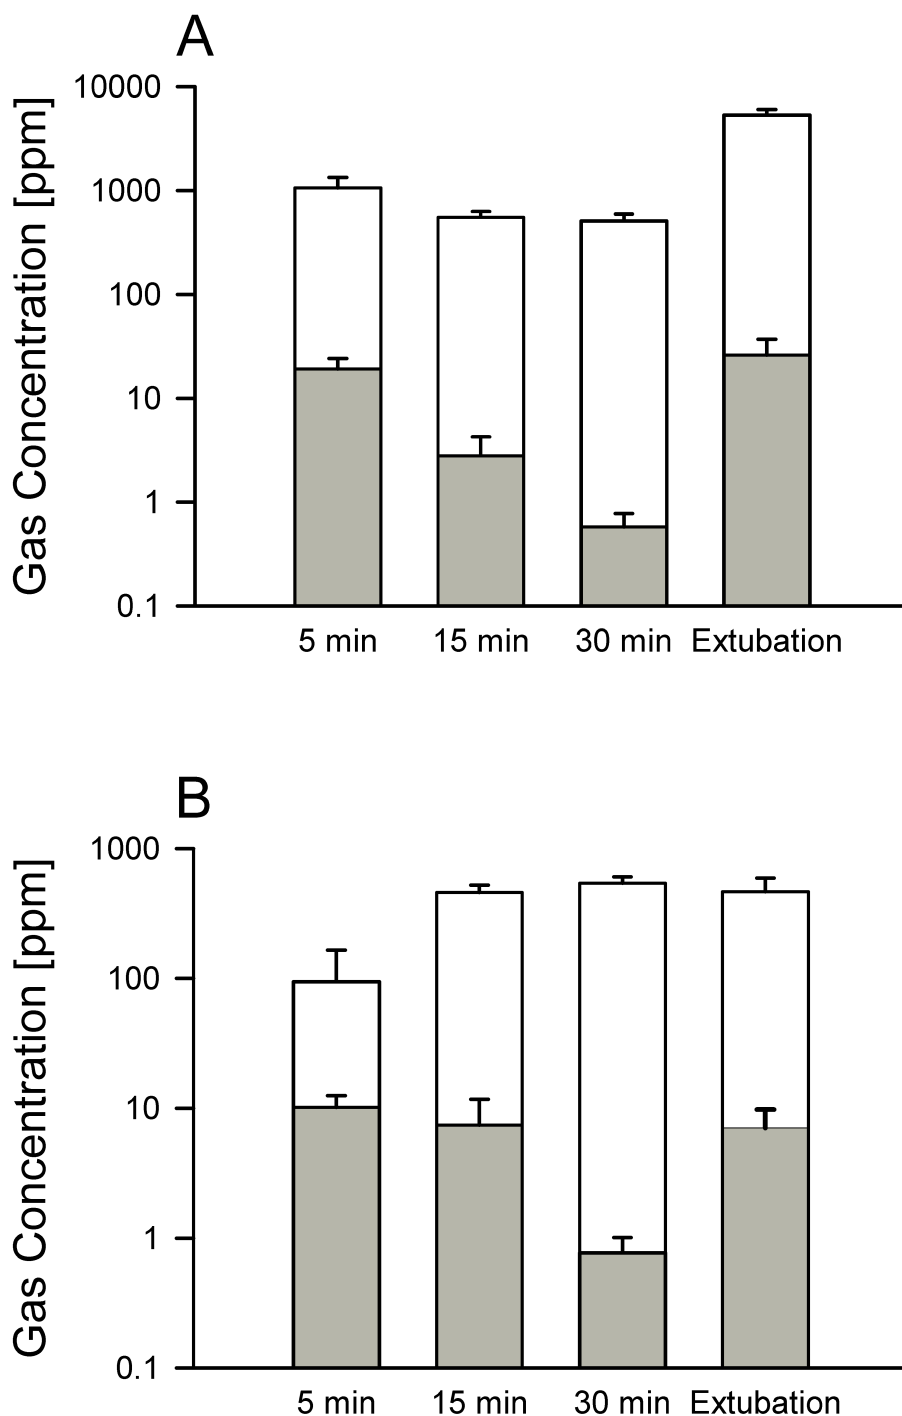 A
Gas Concentration [ppm]
10000
1000
100
10
1
0.1
5 min 15 min 30 min Extubation
B
Gas Concentration [ppm]
1000
100
10
1
0.1
5 min 15 min 30 min Extubation